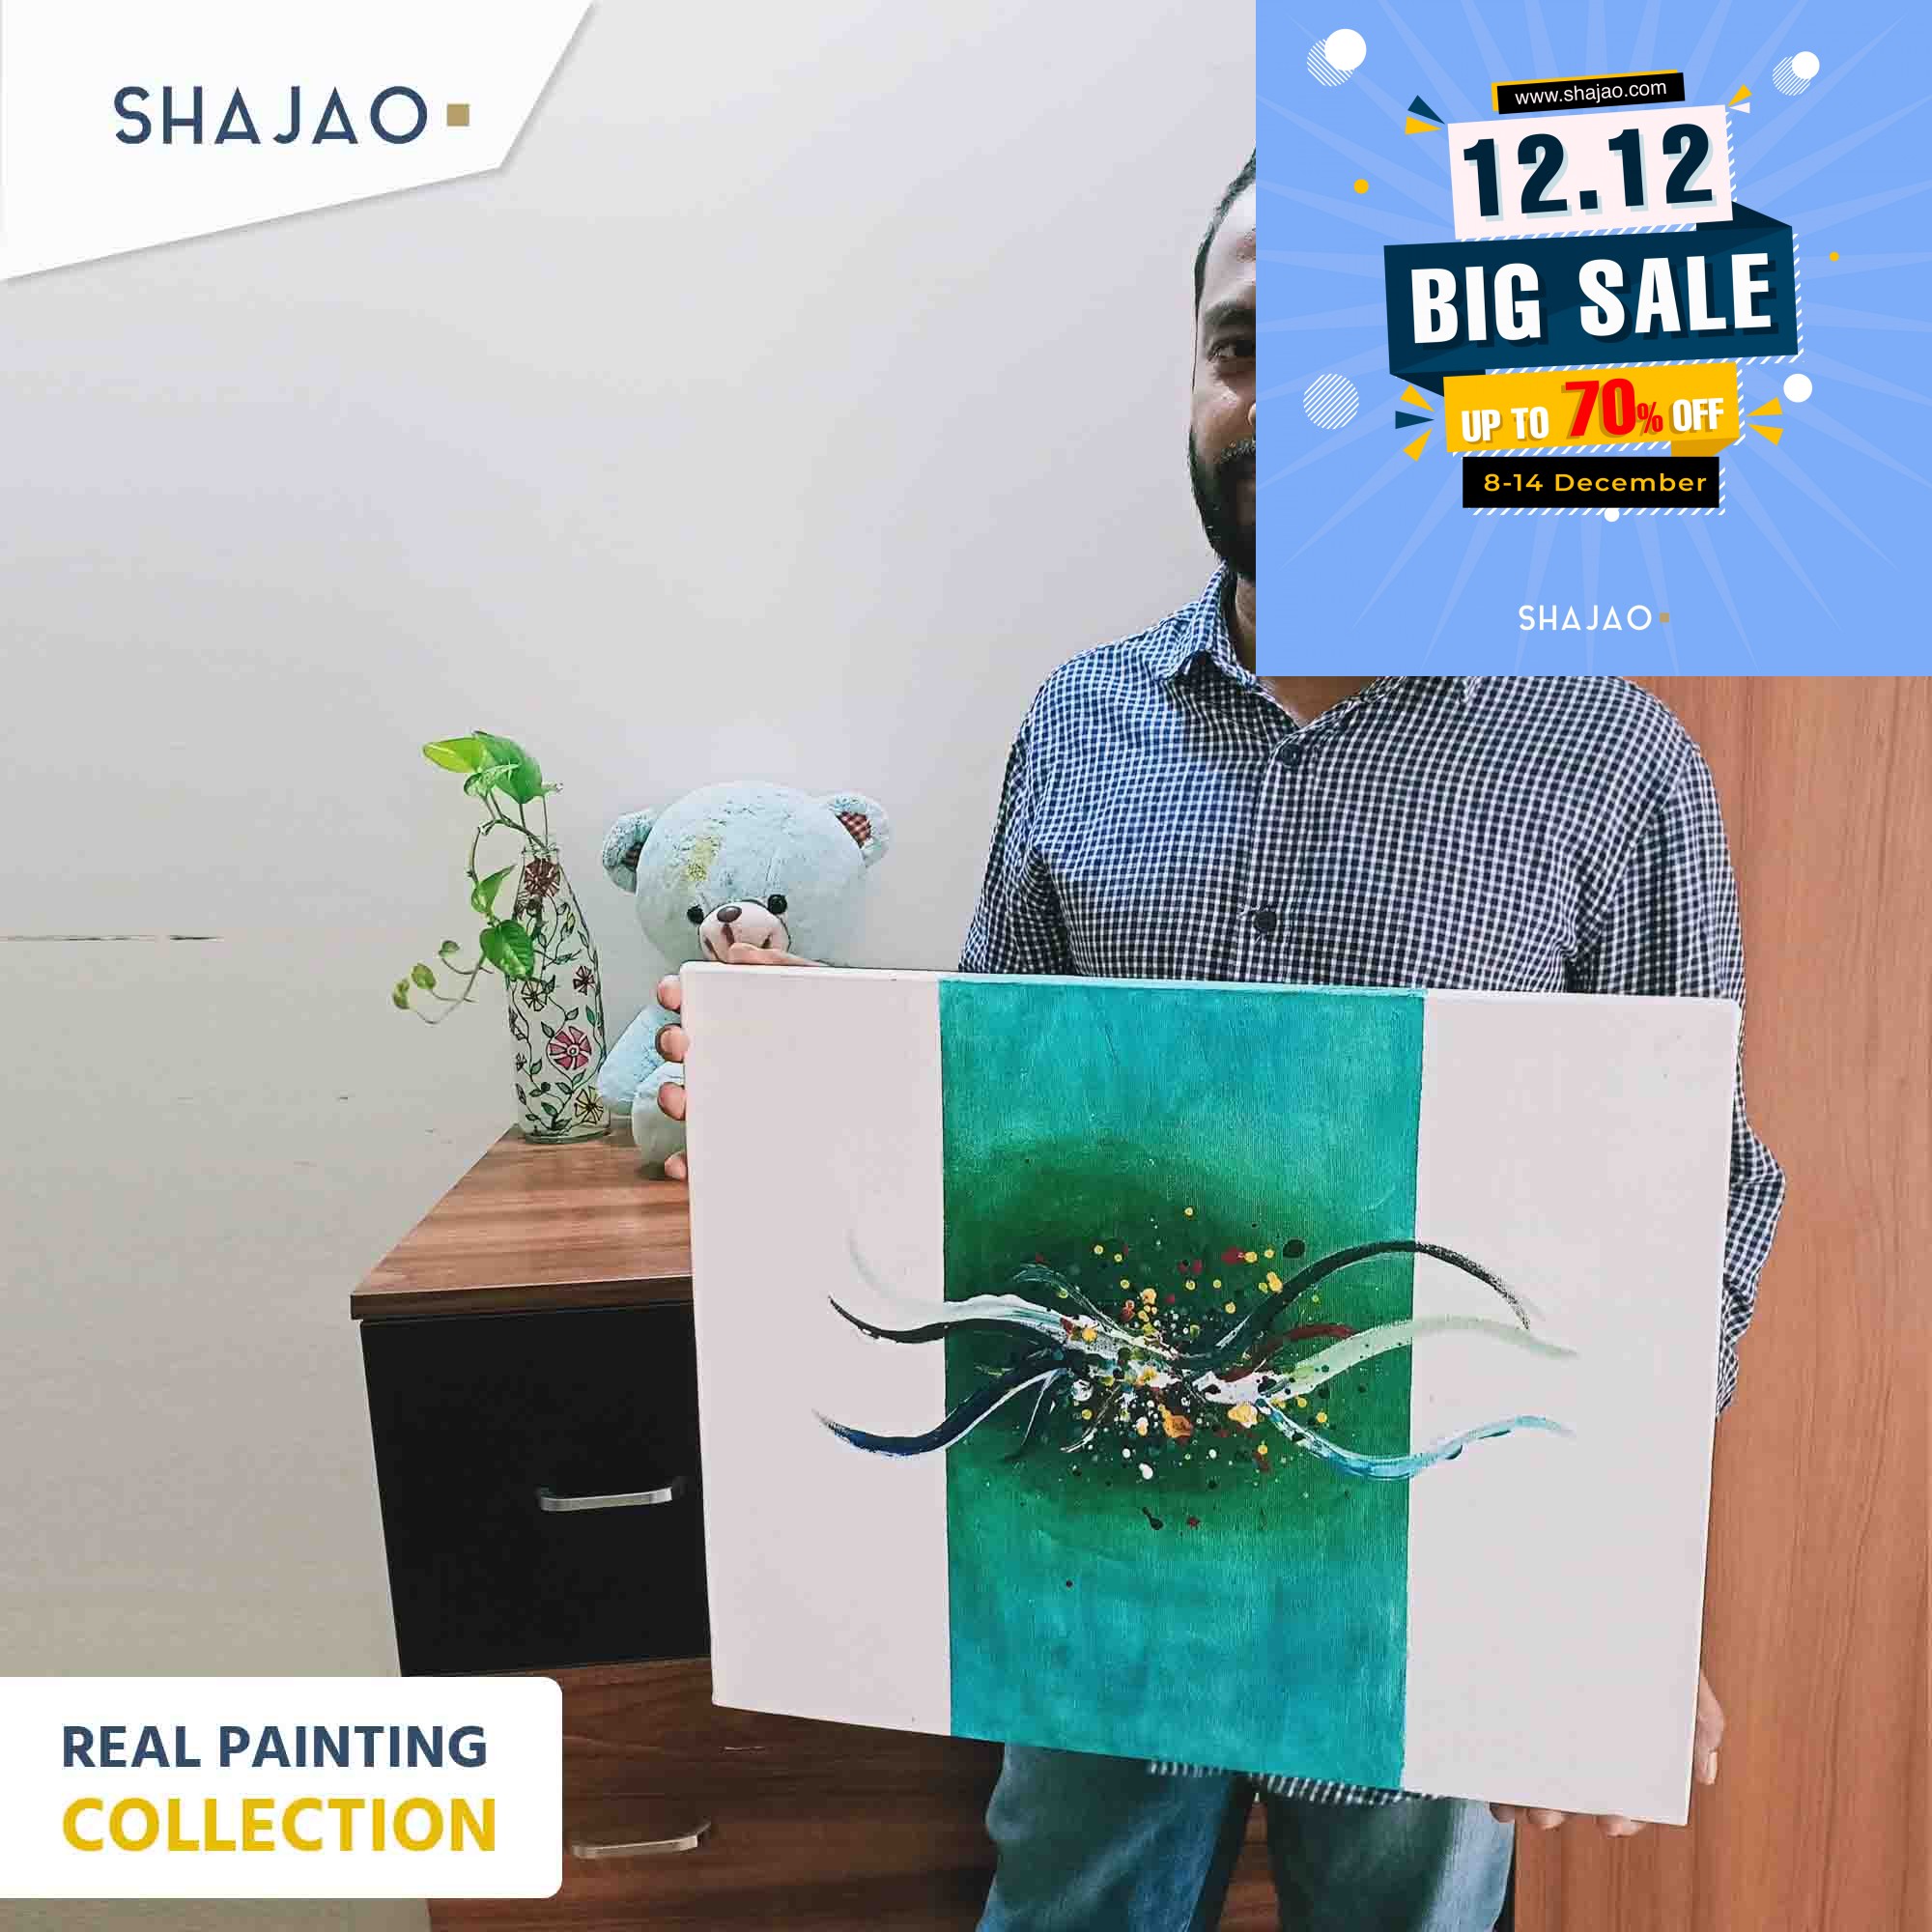 SHAJAO
www.shajao.com
12.12
BIG SALE
UP TO 70% OFF
8-14 December
SHAJAO
REAL PAINTING
COLLECTION